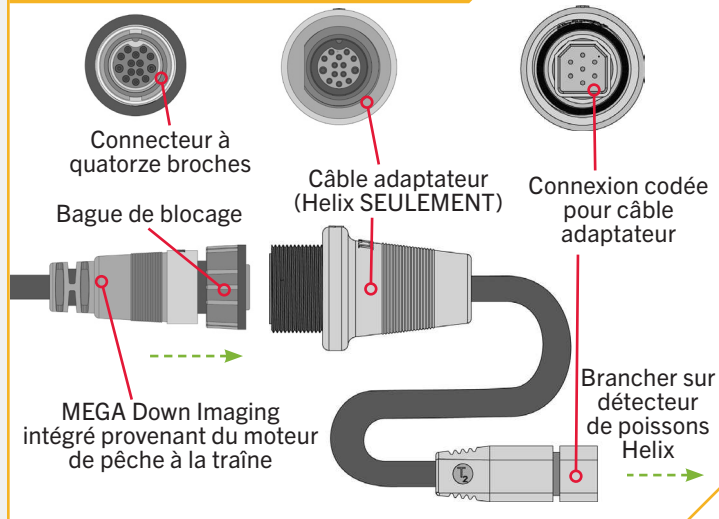 Connecteur à
quatorze broches
Câble adaptateur
(Helix SEULEMENT)
Connexion codée
pour câble
adaptateur
Bague de blocage
MEGA Down Imaging
intégré provenant du moteur
de pêche à la traîne
Brancher sur
détecteur
de poissons
Helix
T2